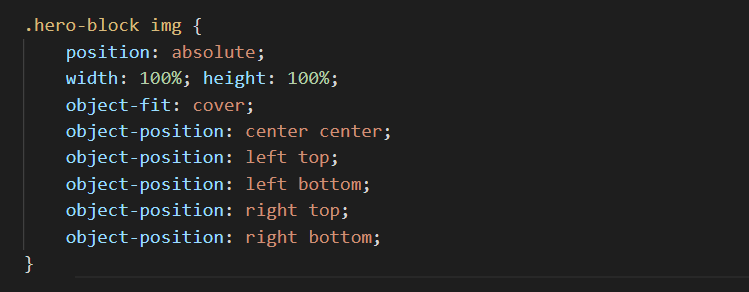 .hero-block img {
position: absolute;
width: 100%; height: 100%;
object-fit: cover;
object-position: center center;
object-position: left top;
object-position: left bottom;
object-position: right top;
object-position: right bottom;
}